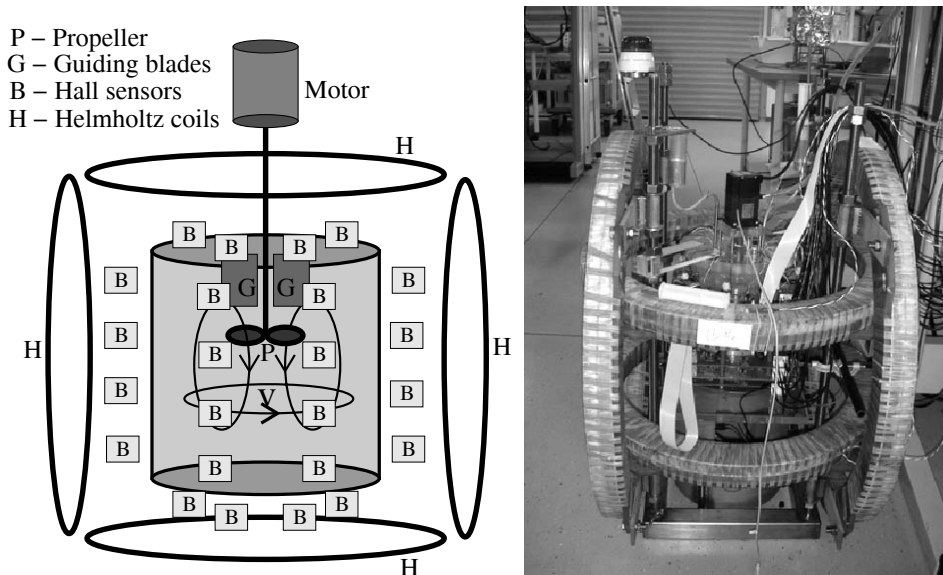 P – Propeller
G – Guiding blades
B – Hall sensors
H – Helmholtz coils
Motor
H
B
B
B
B
B
B
G
G
B
B
B
B
H
B
P
B
H
B
B
V
B
B
B
B
B
B
B
B
B
B
B
H